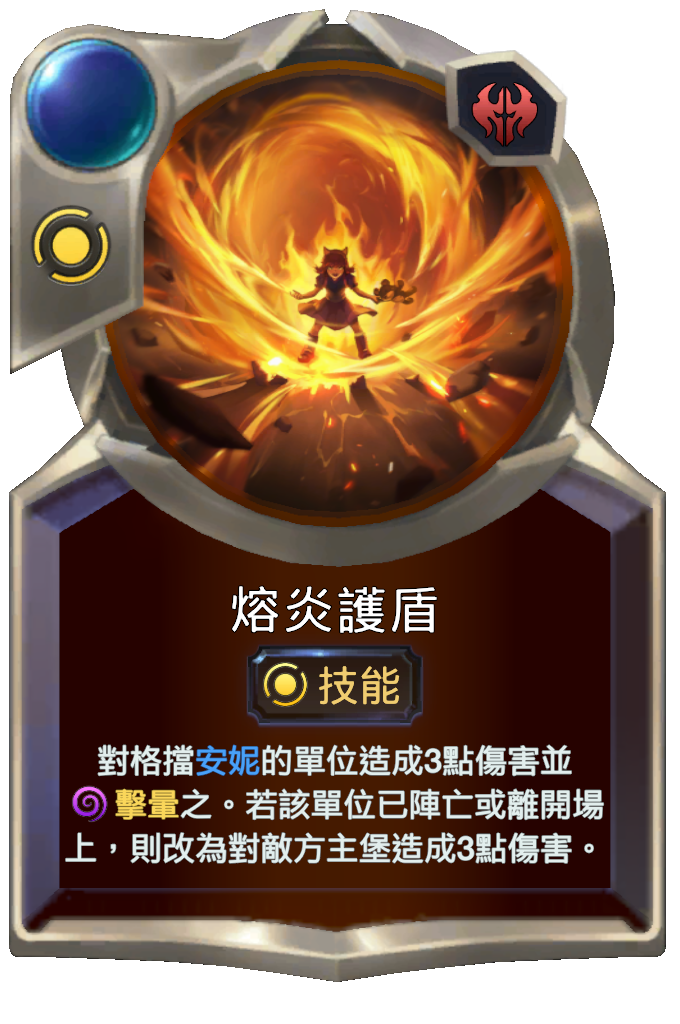 熔炎護盾
技能
對格擋安妮的單位造成3點傷害並
擊暈之。若該單位已陣亡或離開場
上，則改為對敵方主堡造成3點傷害。